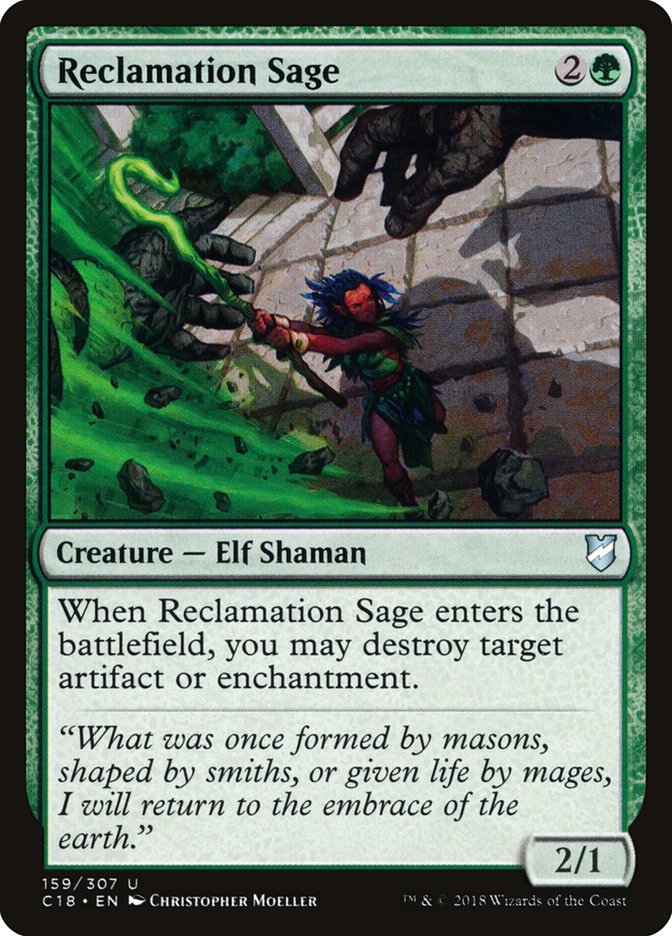 Reclamation Sage 2
Creature — Elf Shaman
When Reclamation Sage enters the
battlefield, you may destroy target
artifact or enchantment.
“What was once formed by masons,
shaped by smiths, or given life by mages,
I will return to the embrace of the
earth.”
2/1
159/307 U
C18 • EN Christopher Moeller ™ & © 2018 Wizards of the Coast